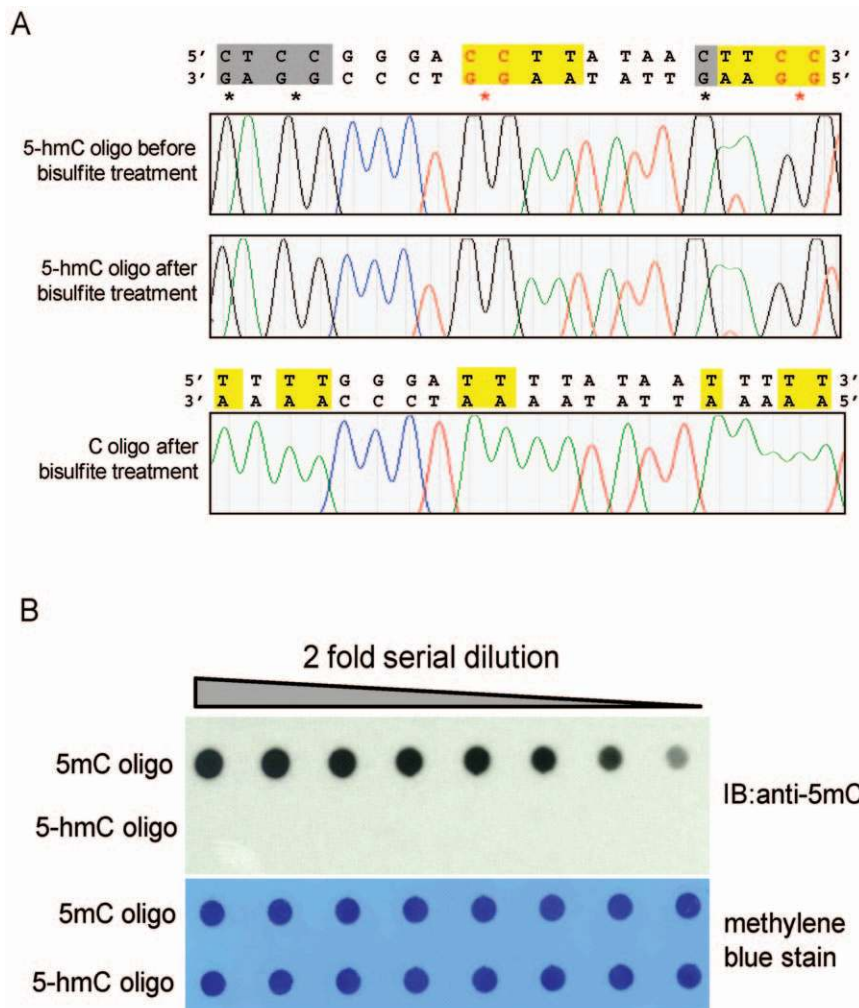 A
5' C T C C G G G A C C T T A T A A C T T C C 3'
3' G A G G C C C T G G A A T A T T G A A G G 5'
* * * * *
5-hmC oligo before
bisulfite treatment
5-hmC oligo after
bisulfite treatment
5' T T T T G G G A T T T T A T A A T T T T T 3'
3' A A A A C C C T A A A A T A T T A A A A A 5'
C oligo after
bisulfite treatment
B
2 fold serial dilution
5mC oligo
IB:anti-5mC
5-hmC oligo
5mC oligo
methylene
blue stain
5-hmC oligo